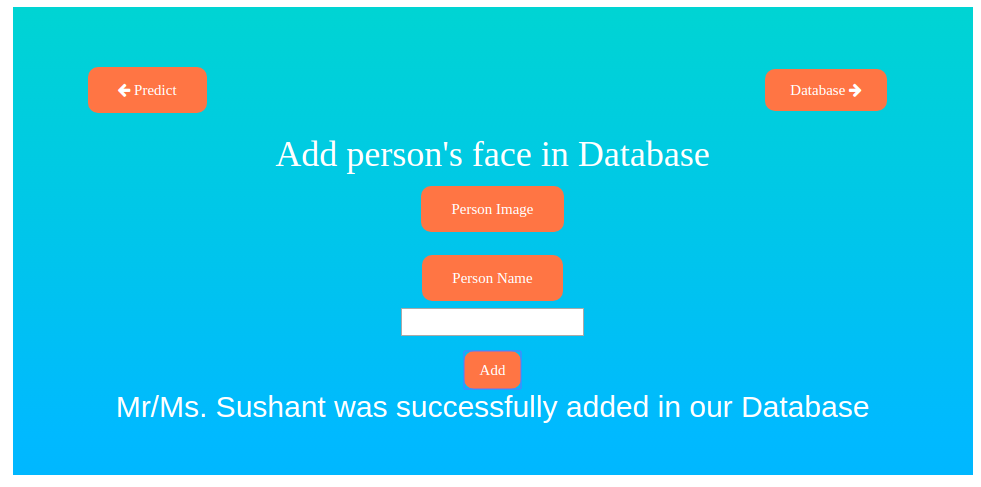 Predict
Database
Add person's face in Database
Person Image
Person Name
Add
Mr/Ms. Sushant was successfully added in our Database